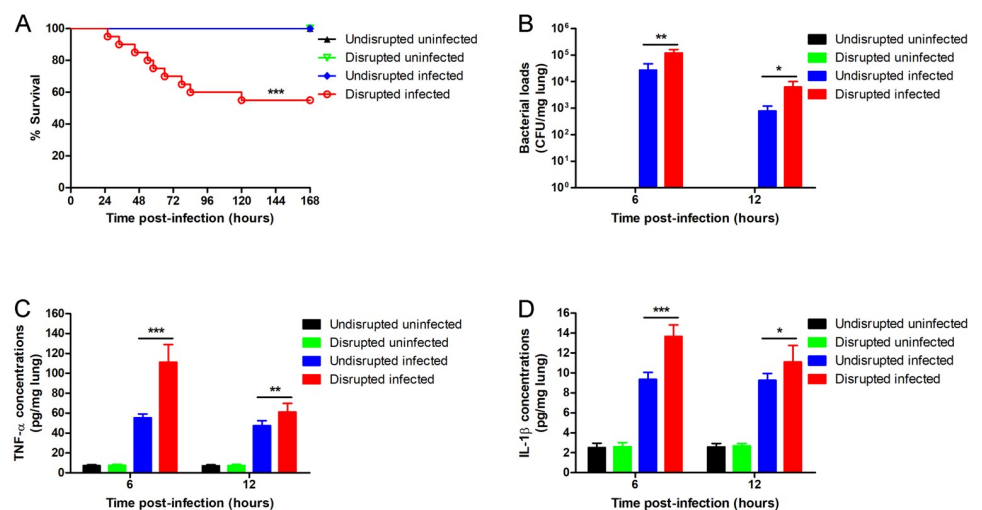 A
% Survival
100
80
60
40
20
0
0 24 48 72 96 120 144 168
Time post-infection (hours)
***
Undisrupted uninfected
Disrupted uninfected
Undisrupted infected
Disrupted infected
B
Bacterial loads
(CFU/mg lung)
10⁶
10⁵
10⁴
10³
10²
10¹
10⁰
**
*
6 12
Time post-infection (hours)
Undisrupted uninfected
Disrupted uninfected
Undisrupted infected
Disrupted infected
C
TNF-α concentrations
(pg/mg lung)
160
140
120
100
80
60
40
20
0
***
**
6 12
Time post-infection (hours)
Undisrupted uninfected
Disrupted uninfected
Undisrupted infected
Disrupted infected
D
IL-1β concentrations
(pg/mg lung)
16
14
12
10
8
6
4
2
0
***
*
6 12
Time post-infection (hours)
Undisrupted uninfected
Disrupted uninfected
Undisrupted infected
Disrupted infected